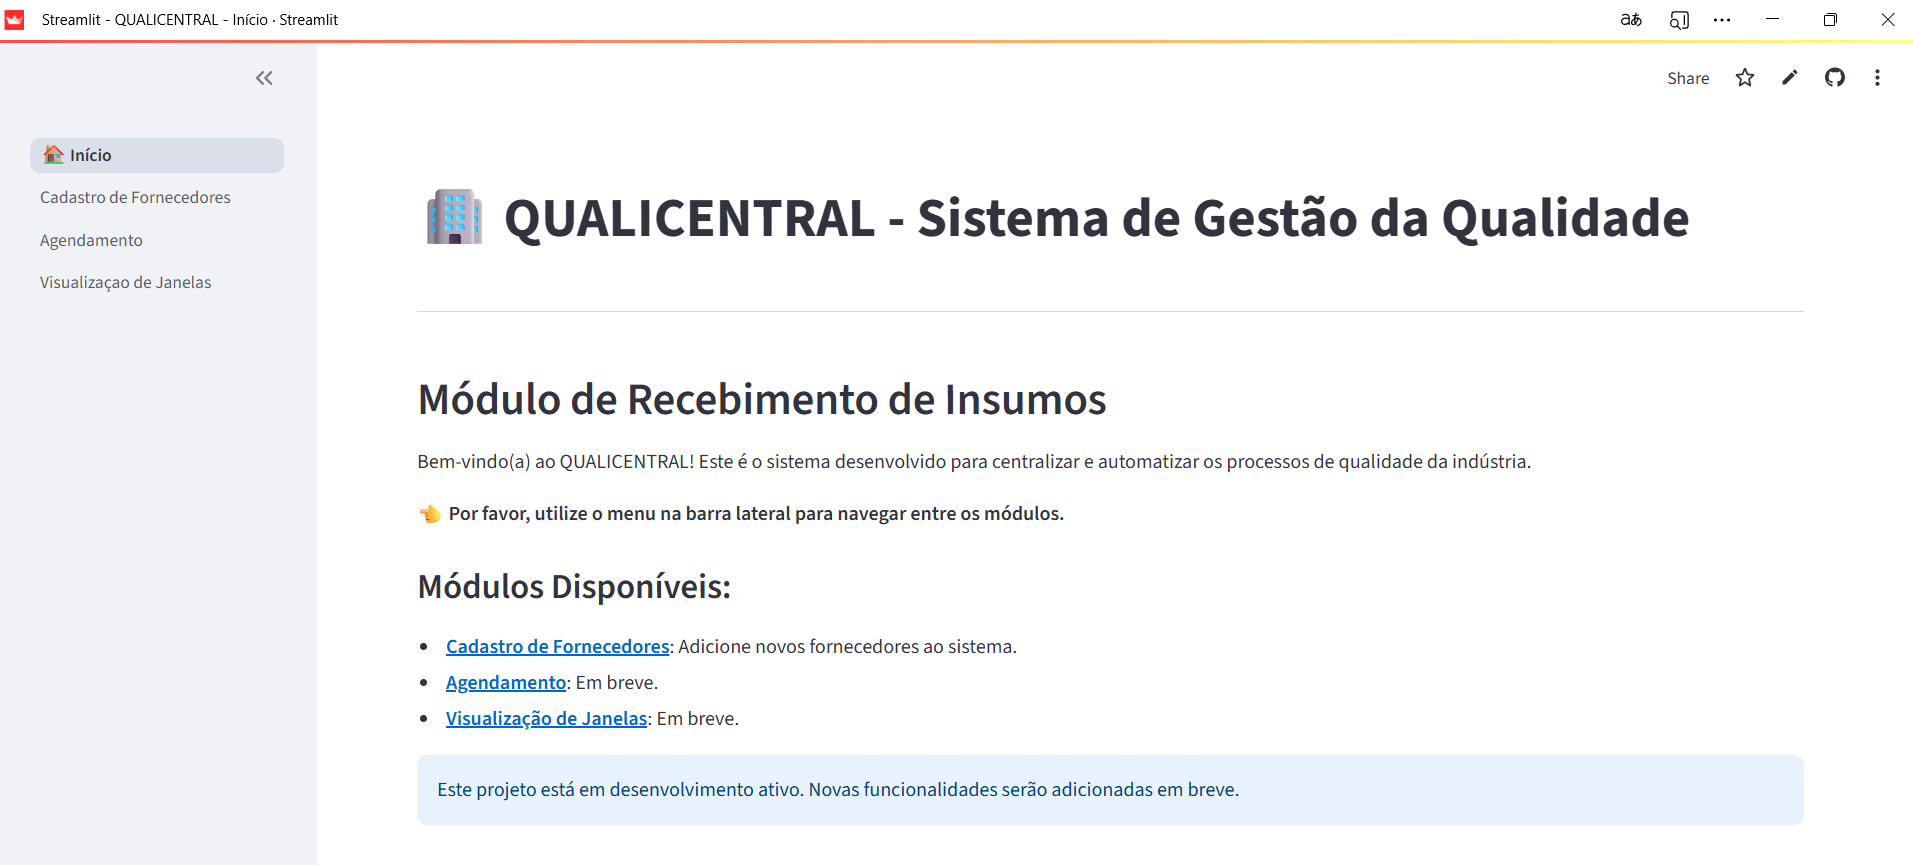 Streamlit - QUALICENTRAL - Início · Streamlit
aあ
Share
Início
Cadastro de Fornecedores
Agendamento
Visualizaçao de Janelas
QUALICENTRAL - Sistema de Gestão da Qualidade
Módulo de Recebimento de Insumos
Bem-vindo(a) ao QUALICENTRAL! Este é o sistema desenvolvido para centralizar e automatizar os processos de qualidade da indústria.
Por favor, utilize o menu na barra lateral para navegar entre os módulos.
Módulos Disponíveis:
Cadastro de Fornecedores: Adicione novos fornecedores ao sistema.
Agendamento: Em breve.
Visualização de Janelas: Em breve.
Este projeto está em desenvolvimento ativo. Novas funcionalidades serão adicionadas em breve.